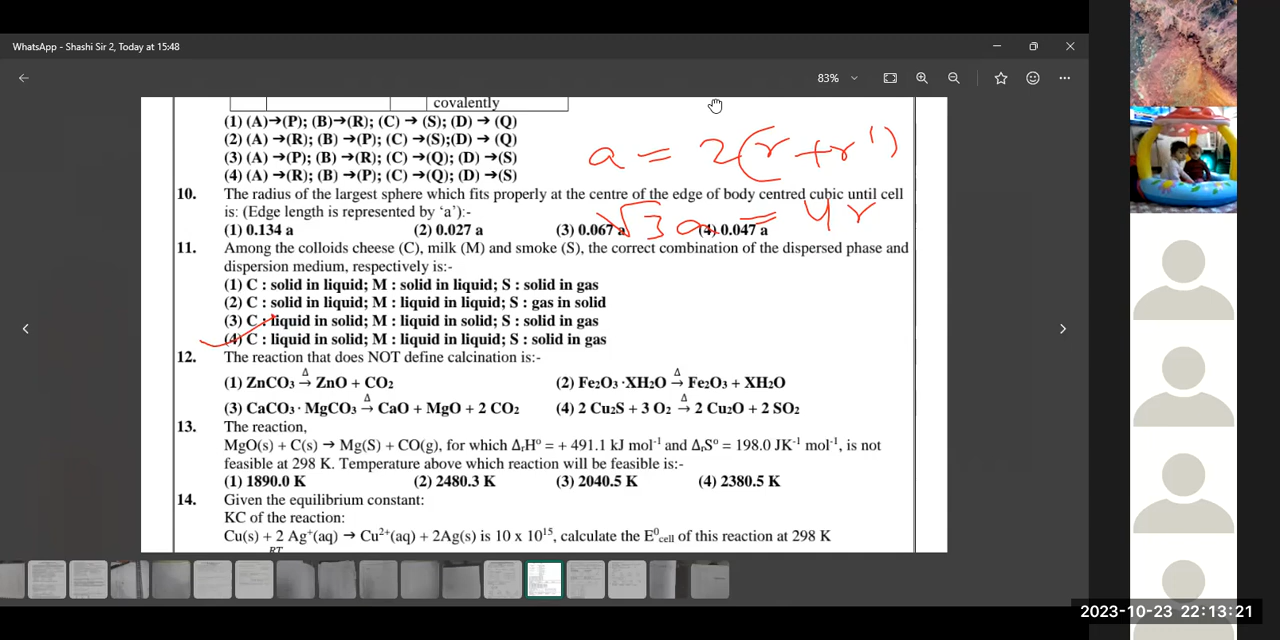 WhatsApp - Shashi Sir 2, Today at 15:48
83%
covalently
(1) (A)→(P); (B)→(R); (C) → (S); (D) → (Q)
(2) (A) →(R); (B) →(P); (C) →(S);(D) → (Q)
(3) (A) →(P); (B) →(R); (C) →(Q); (D) →(S)
(4) (A) →(R); (B) →(P); (C) →(Q); (D) →(S)
a = 2(r + r')
10. The radius of the largest sphere which fits properly at the centre of the edge of body centred cubic until cell
is: (Edge length is represented by 'a'):-
√3 a = 4r
(1) 0.134 a (2) 0.027 a (3) 0.067 a (4) 0.047 a
11. Among the colloids cheese (C), milk (M) and smoke (S), the correct combination of the dispersed phase and
dispersion medium, respectively is:-
(1) C : solid in liquid; M : solid in liquid; S : solid in gas
(2) C : solid in liquid; M : liquid in liquid; S : gas in solid
(3) C : liquid in solid; M : liquid in solid; S : solid in gas
(4) C : liquid in solid; M : liquid in liquid; S : solid in gas
12. The reaction that does NOT define calcination is:-
(1) ZnCO₃ →Δ ZnO + CO₂ (2) Fe₂O₃ ·XH₂O →Δ Fe₂O₃ + XH₂O
(3) CaCO₃· MgCO₃ →Δ CaO + MgO + 2 CO₂ (4) 2 Cu₂S + 3 O₂ →Δ 2 Cu₂O + 2 SO₂
13. The reaction,
MgO(s) + C(s) → Mg(S) + CO(g), for which ΔᵣHº = + 491.1 kJ mol⁻¹ and ΔᵣSº = 198.0 JK⁻¹ mol⁻¹, is not
feasible at 298 K. Temperature above which reaction will be feasible is:-
(1) 1890.0 K (2) 2480.3 K (3) 2040.5 K (4) 2380.5 K
14. Given the equilibrium constant:
KC of the reaction:
Cu(s) + 2 Ag⁺(aq) → Cu²⁺(aq) + 2Ag(s) is 10 x 10¹⁵, calculate the E⁰cell of this reaction at 298 K
RT
2023-10-23 22:13:21